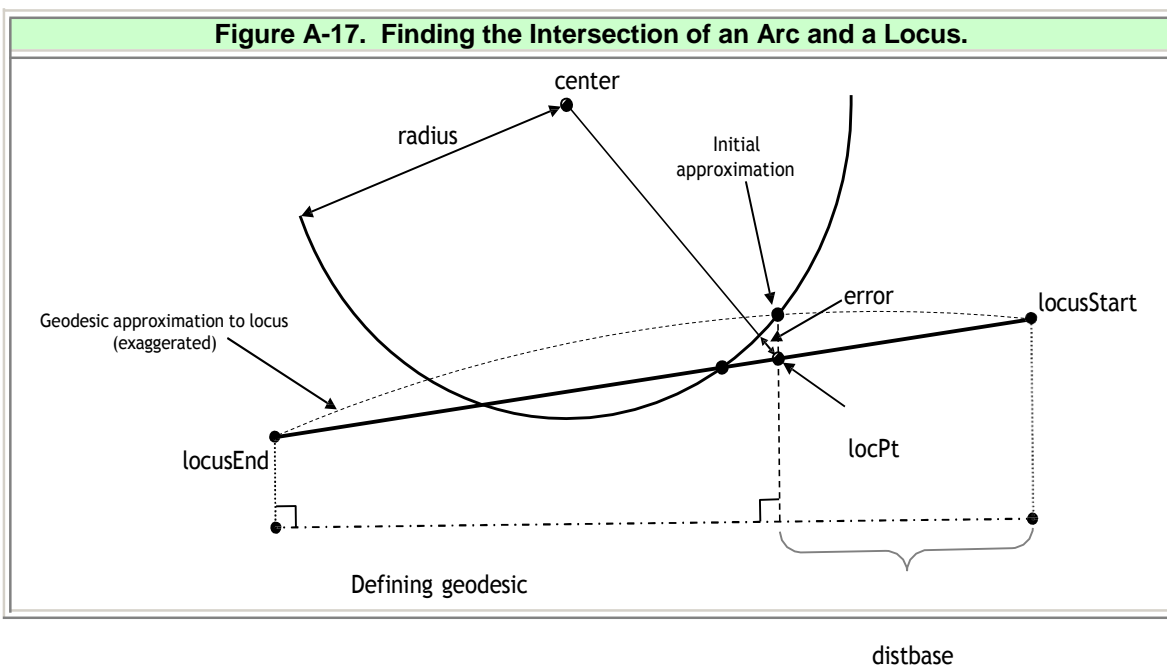 Figure A-17. Finding the Intersection of an Arc and a Locus.
center
radius
Initial
approximation
error
locusStart
Geodesic approximation to locus
(exaggerated)
locPt
locusEnd
Defining geodesic
distbase